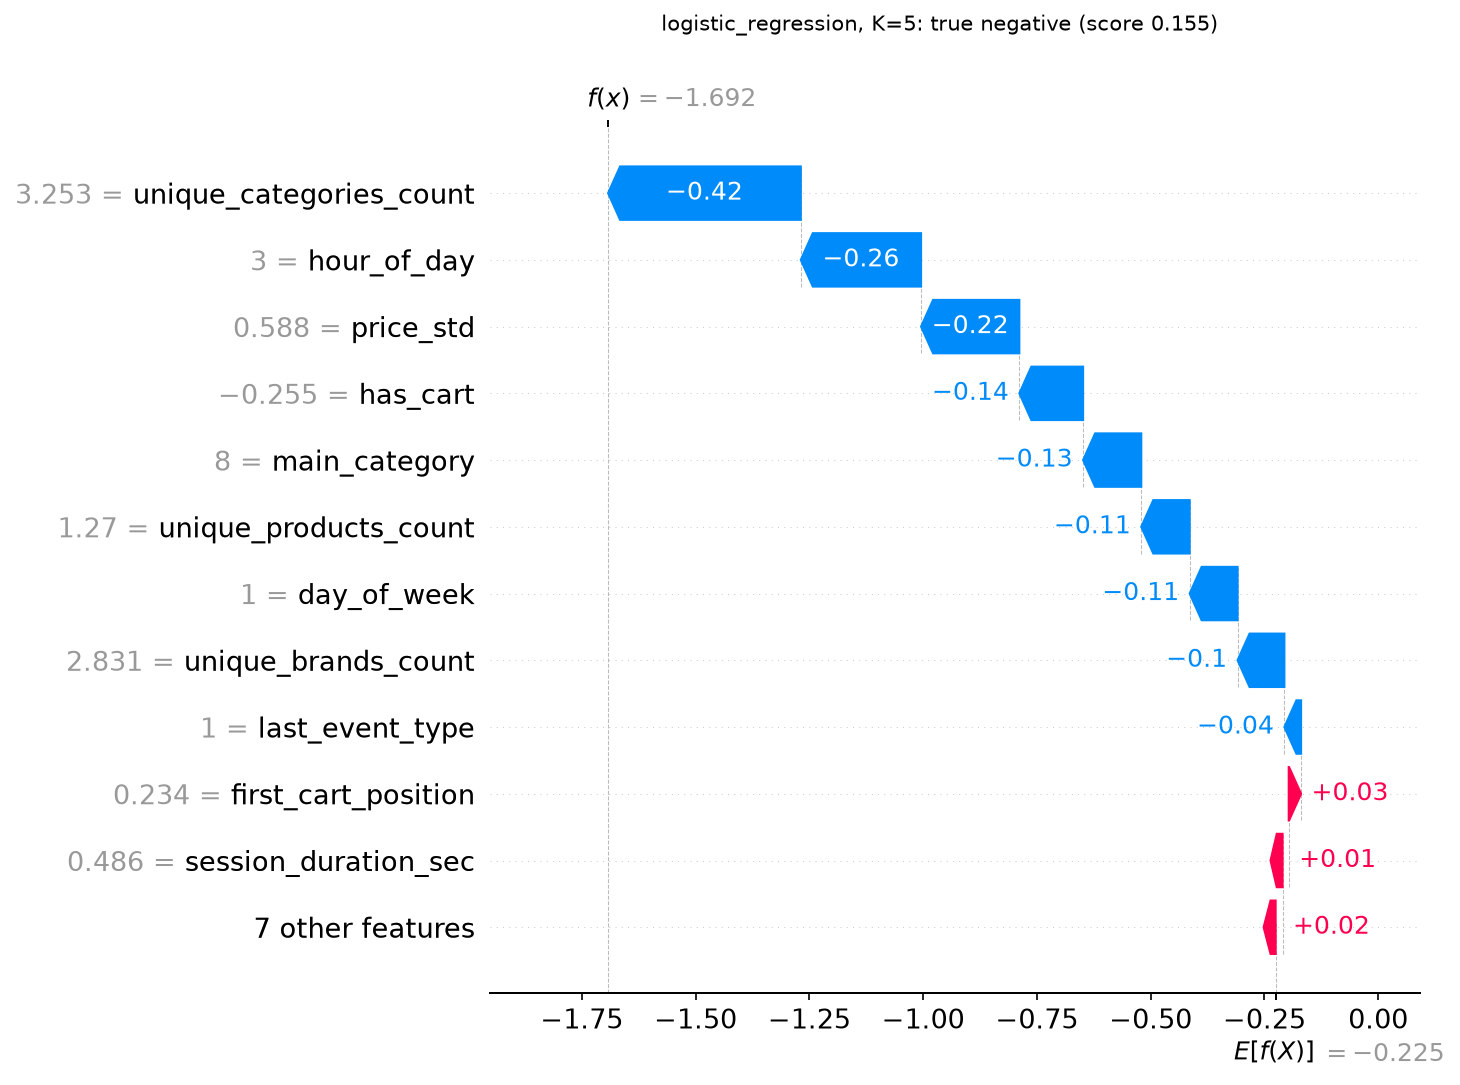 logistic_regression, K=5: true negative (score 0.155)
f(x) = −1.692
3.253 = unique_categories_count −0.42
3 = hour_of_day −0.26
0.588 = price_std −0.22
−0.255 = has_cart −0.14
8 = main_category −0.13
1.27 = unique_products_count −0.11
1 = day_of_week −0.11
2.831 = unique_brands_count −0.1
1 = last_event_type −0.04
0.234 = first_cart_position +0.03
0.486 = session_duration_sec +0.01
7 other features +0.02
−1.75 −1.50 −1.25 −1.00 −0.75 −0.50 −0.25 0.00
E[f(X)] = −0.225